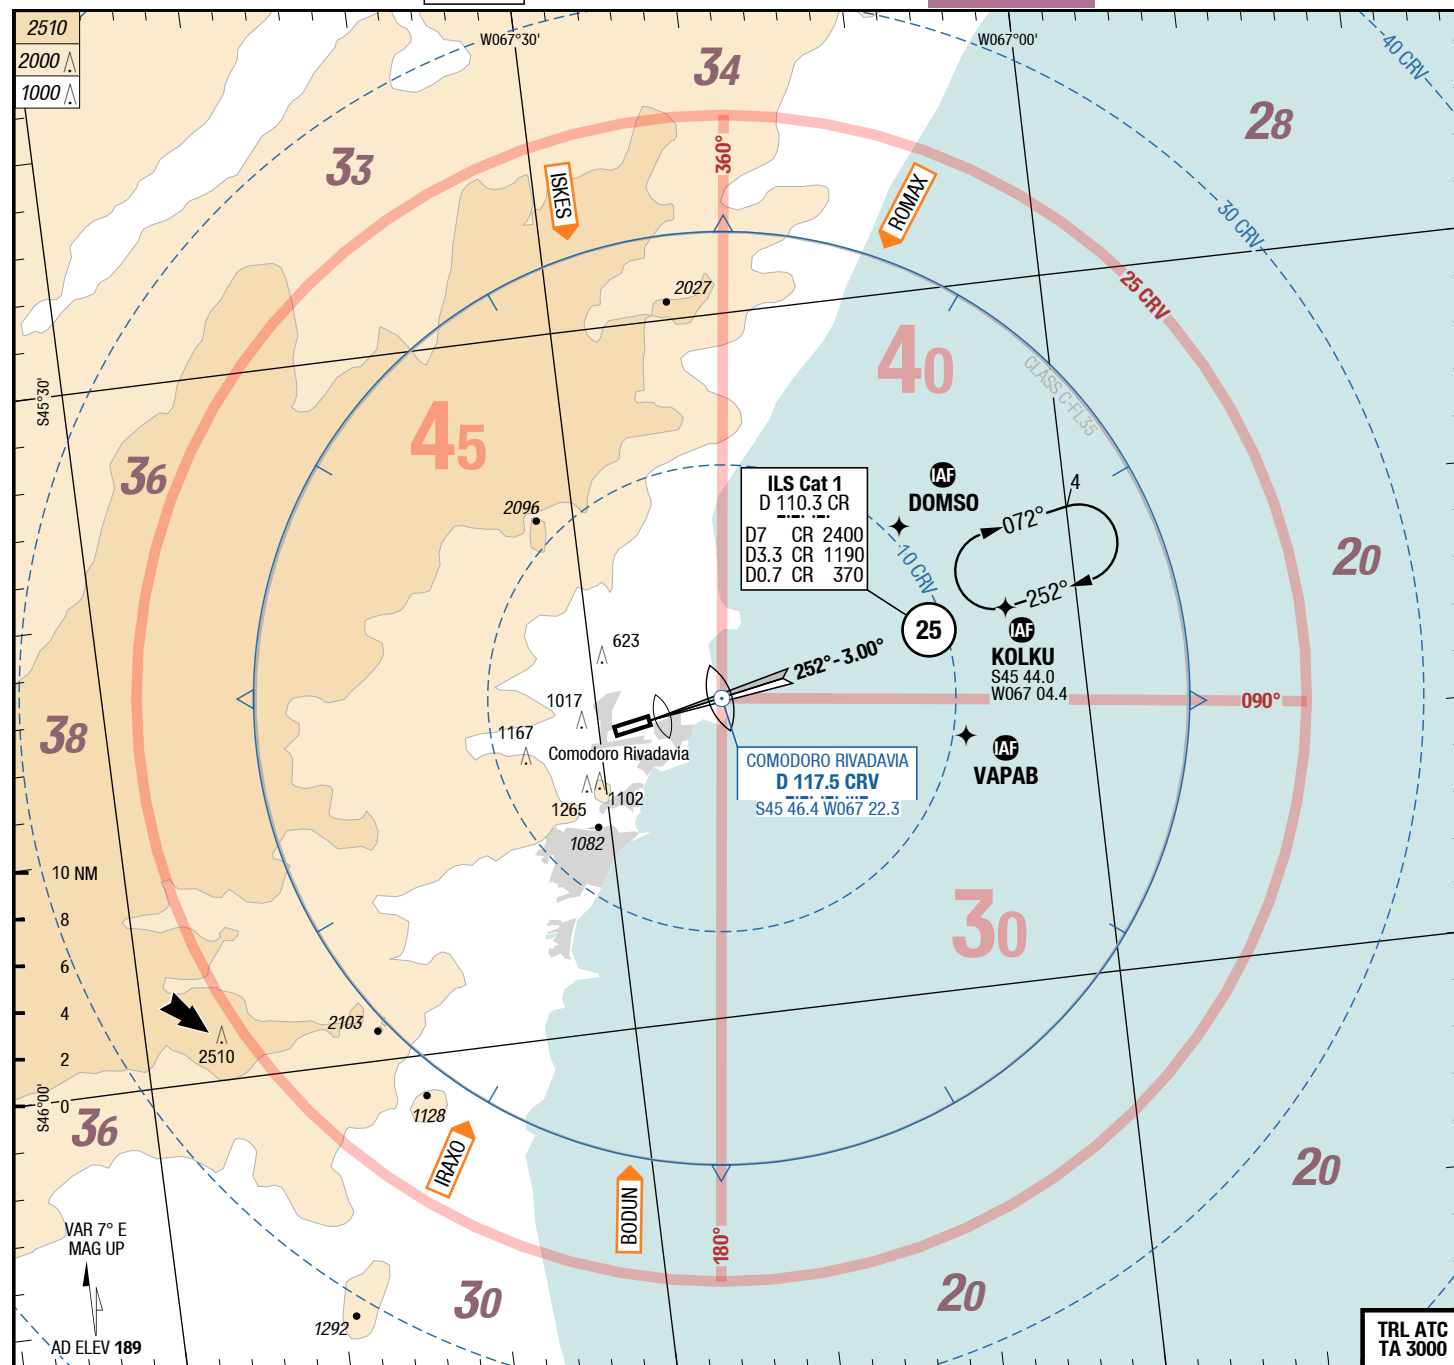 2510
2000
1000
W067°30'
W067°00'
34
33
28
40 CRV
30 CRV
25 CRV
360°
ISKES
ROMAX
2027
40
CLASS C-FL35
S45°30'
45
36
2096
ILS Cat 1
D 110.3 CR
D7 CR 2400
D3.3 CR 1190
D0.7 CR 370
IAF
DOMSO
4
072°
252°
10 CRV
20
25
IAF
KOLKU
S45 44.0
W067 04.4
623
252°-3.00°
1017
1167
38
Comodoro Rivadavia
090°
IAF
VAPAB
COMODORO RIVADAVIA
D 117.5 CRV
S45 46.4 W067 22.3
1265
1102
1082
10 NM
8
6
4
2
0
30
2103
2510
S46°00'
36
1128
IRAXO
BODUN
180°
20
VAR 7° E
MAG UP
30
20
1292
AD ELEV 189
TRL ATC
TA 3000